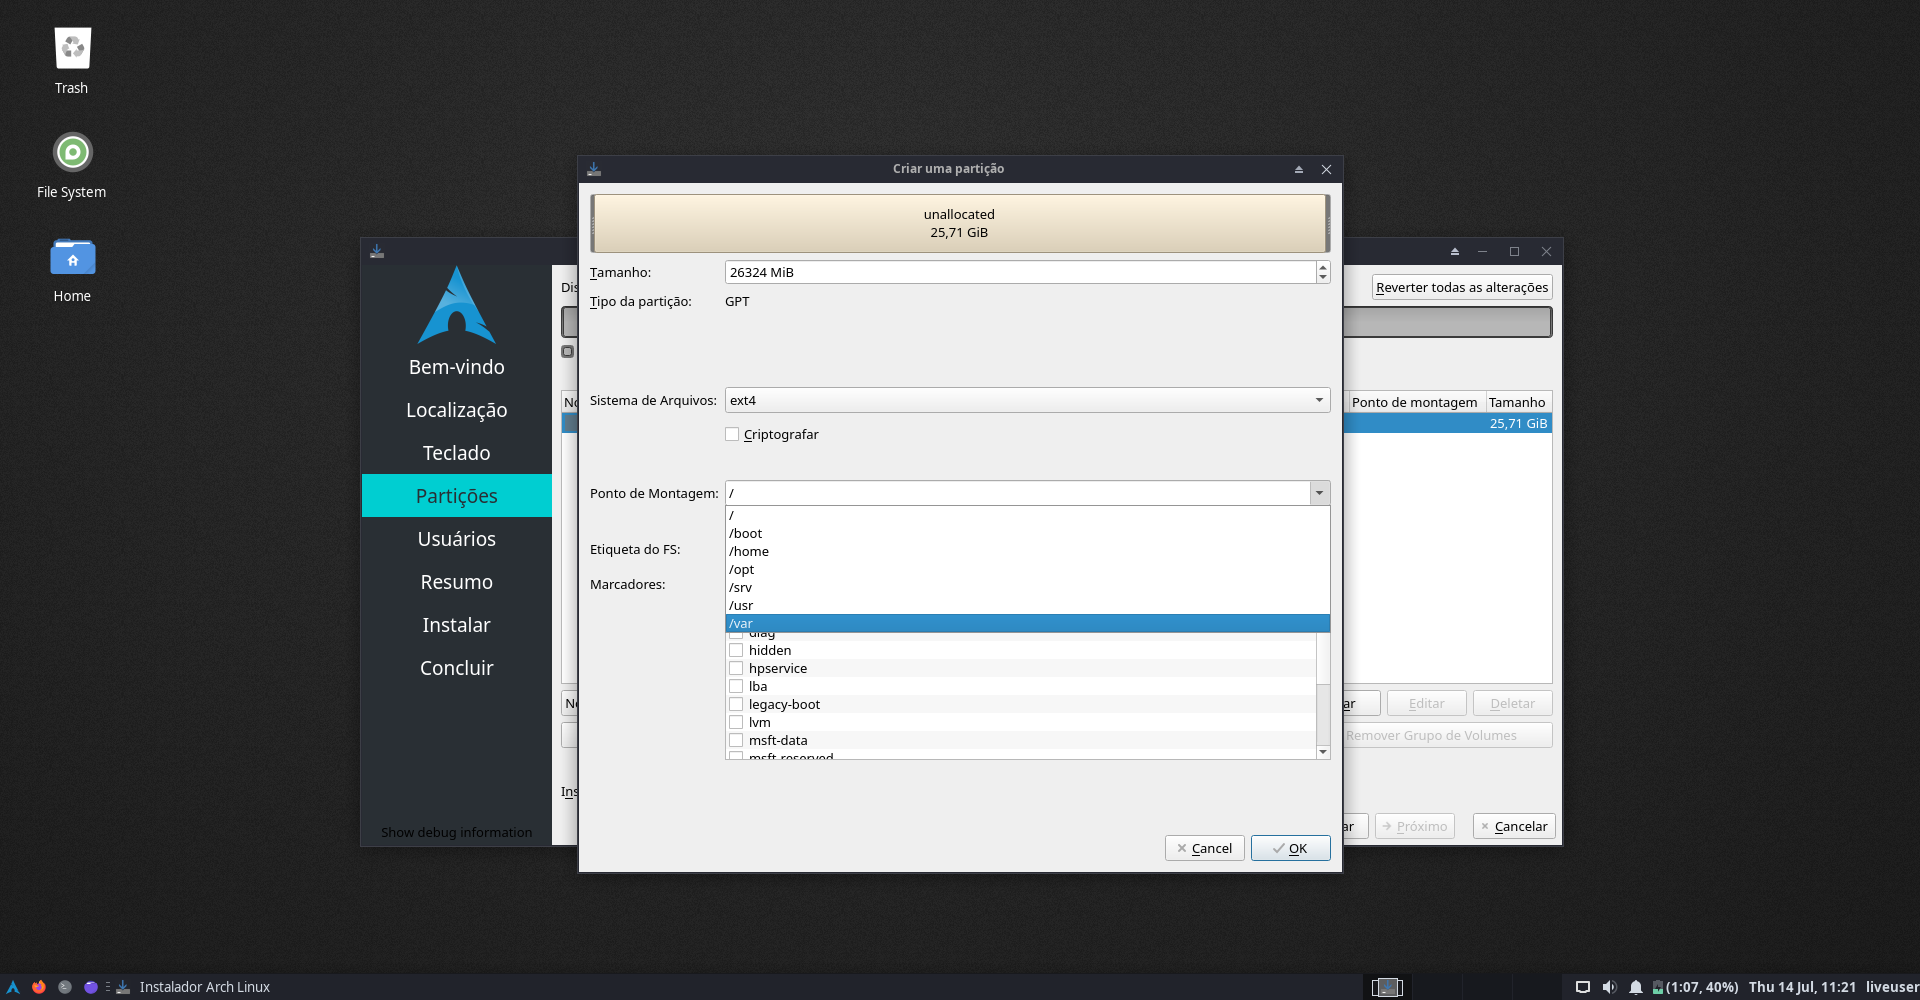 Trash
File System
Home
Criar uma partição
unallocated
25,71 GiB
Tamanho:
26324 MiB
Tipo da partição:
GPT
Sistema de Arquivos:
ext4
Criptografar
Ponto de Montagem:
/
/
/boot
/home
/opt
/srv
/usr
/var
Etiqueta do FS:
Marcadores:
diag
hidden
hpservice
lba
legacy-boot
lvm
msft-data
msft-reserved
Cancel
OK
Bem-vindo
Localização
Teclado
Partições
Usuários
Resumo
Instalar
Concluir
Show debug information
Dis
Reverter todas as alterações
No
Ponto de montagem
Tamanho
25,71 GiB
No
ar
Editar
Deletar
Remover Grupo de Volumes
Ins
ar
Próximo
Cancelar
Instalador Arch Linux
(1:07, 40%)
Thu 14 Jul, 11:21
liveuser